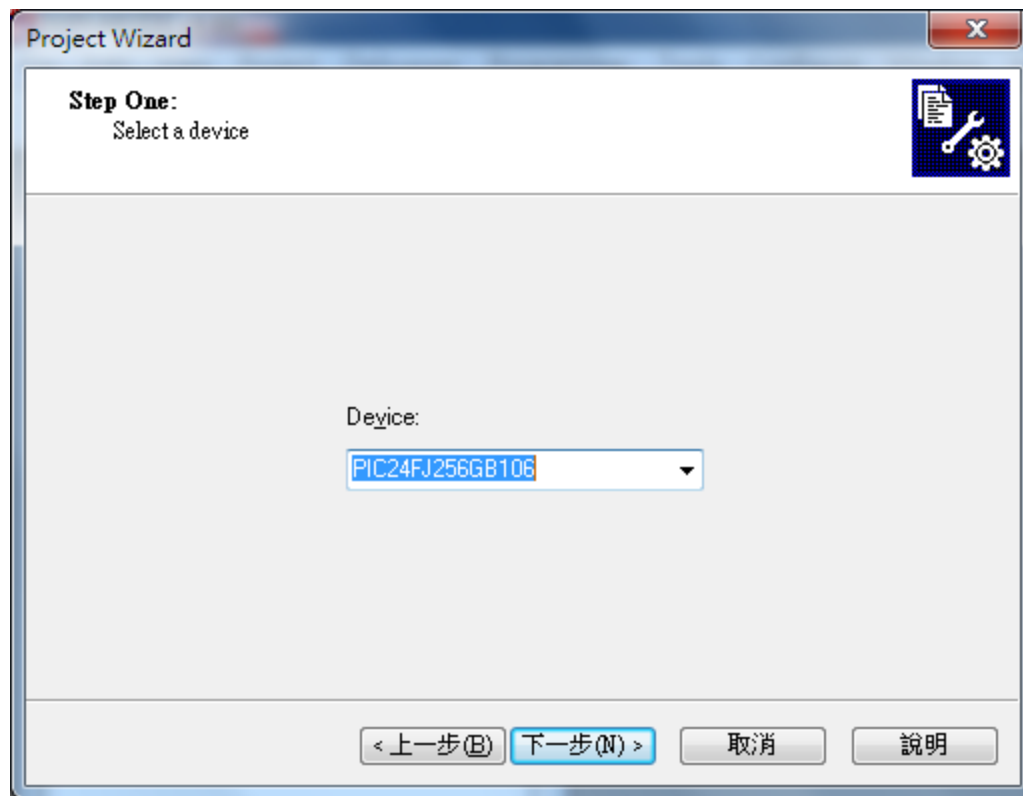 Project Wizard
Step One:
Select a device
Device:
PIC24FJ256GB106
< 上一步(B)
下一步(N) >
取消
說明